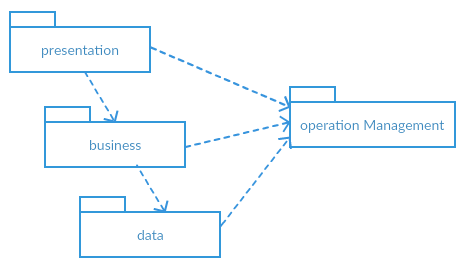 presentation
operation Management
business
data